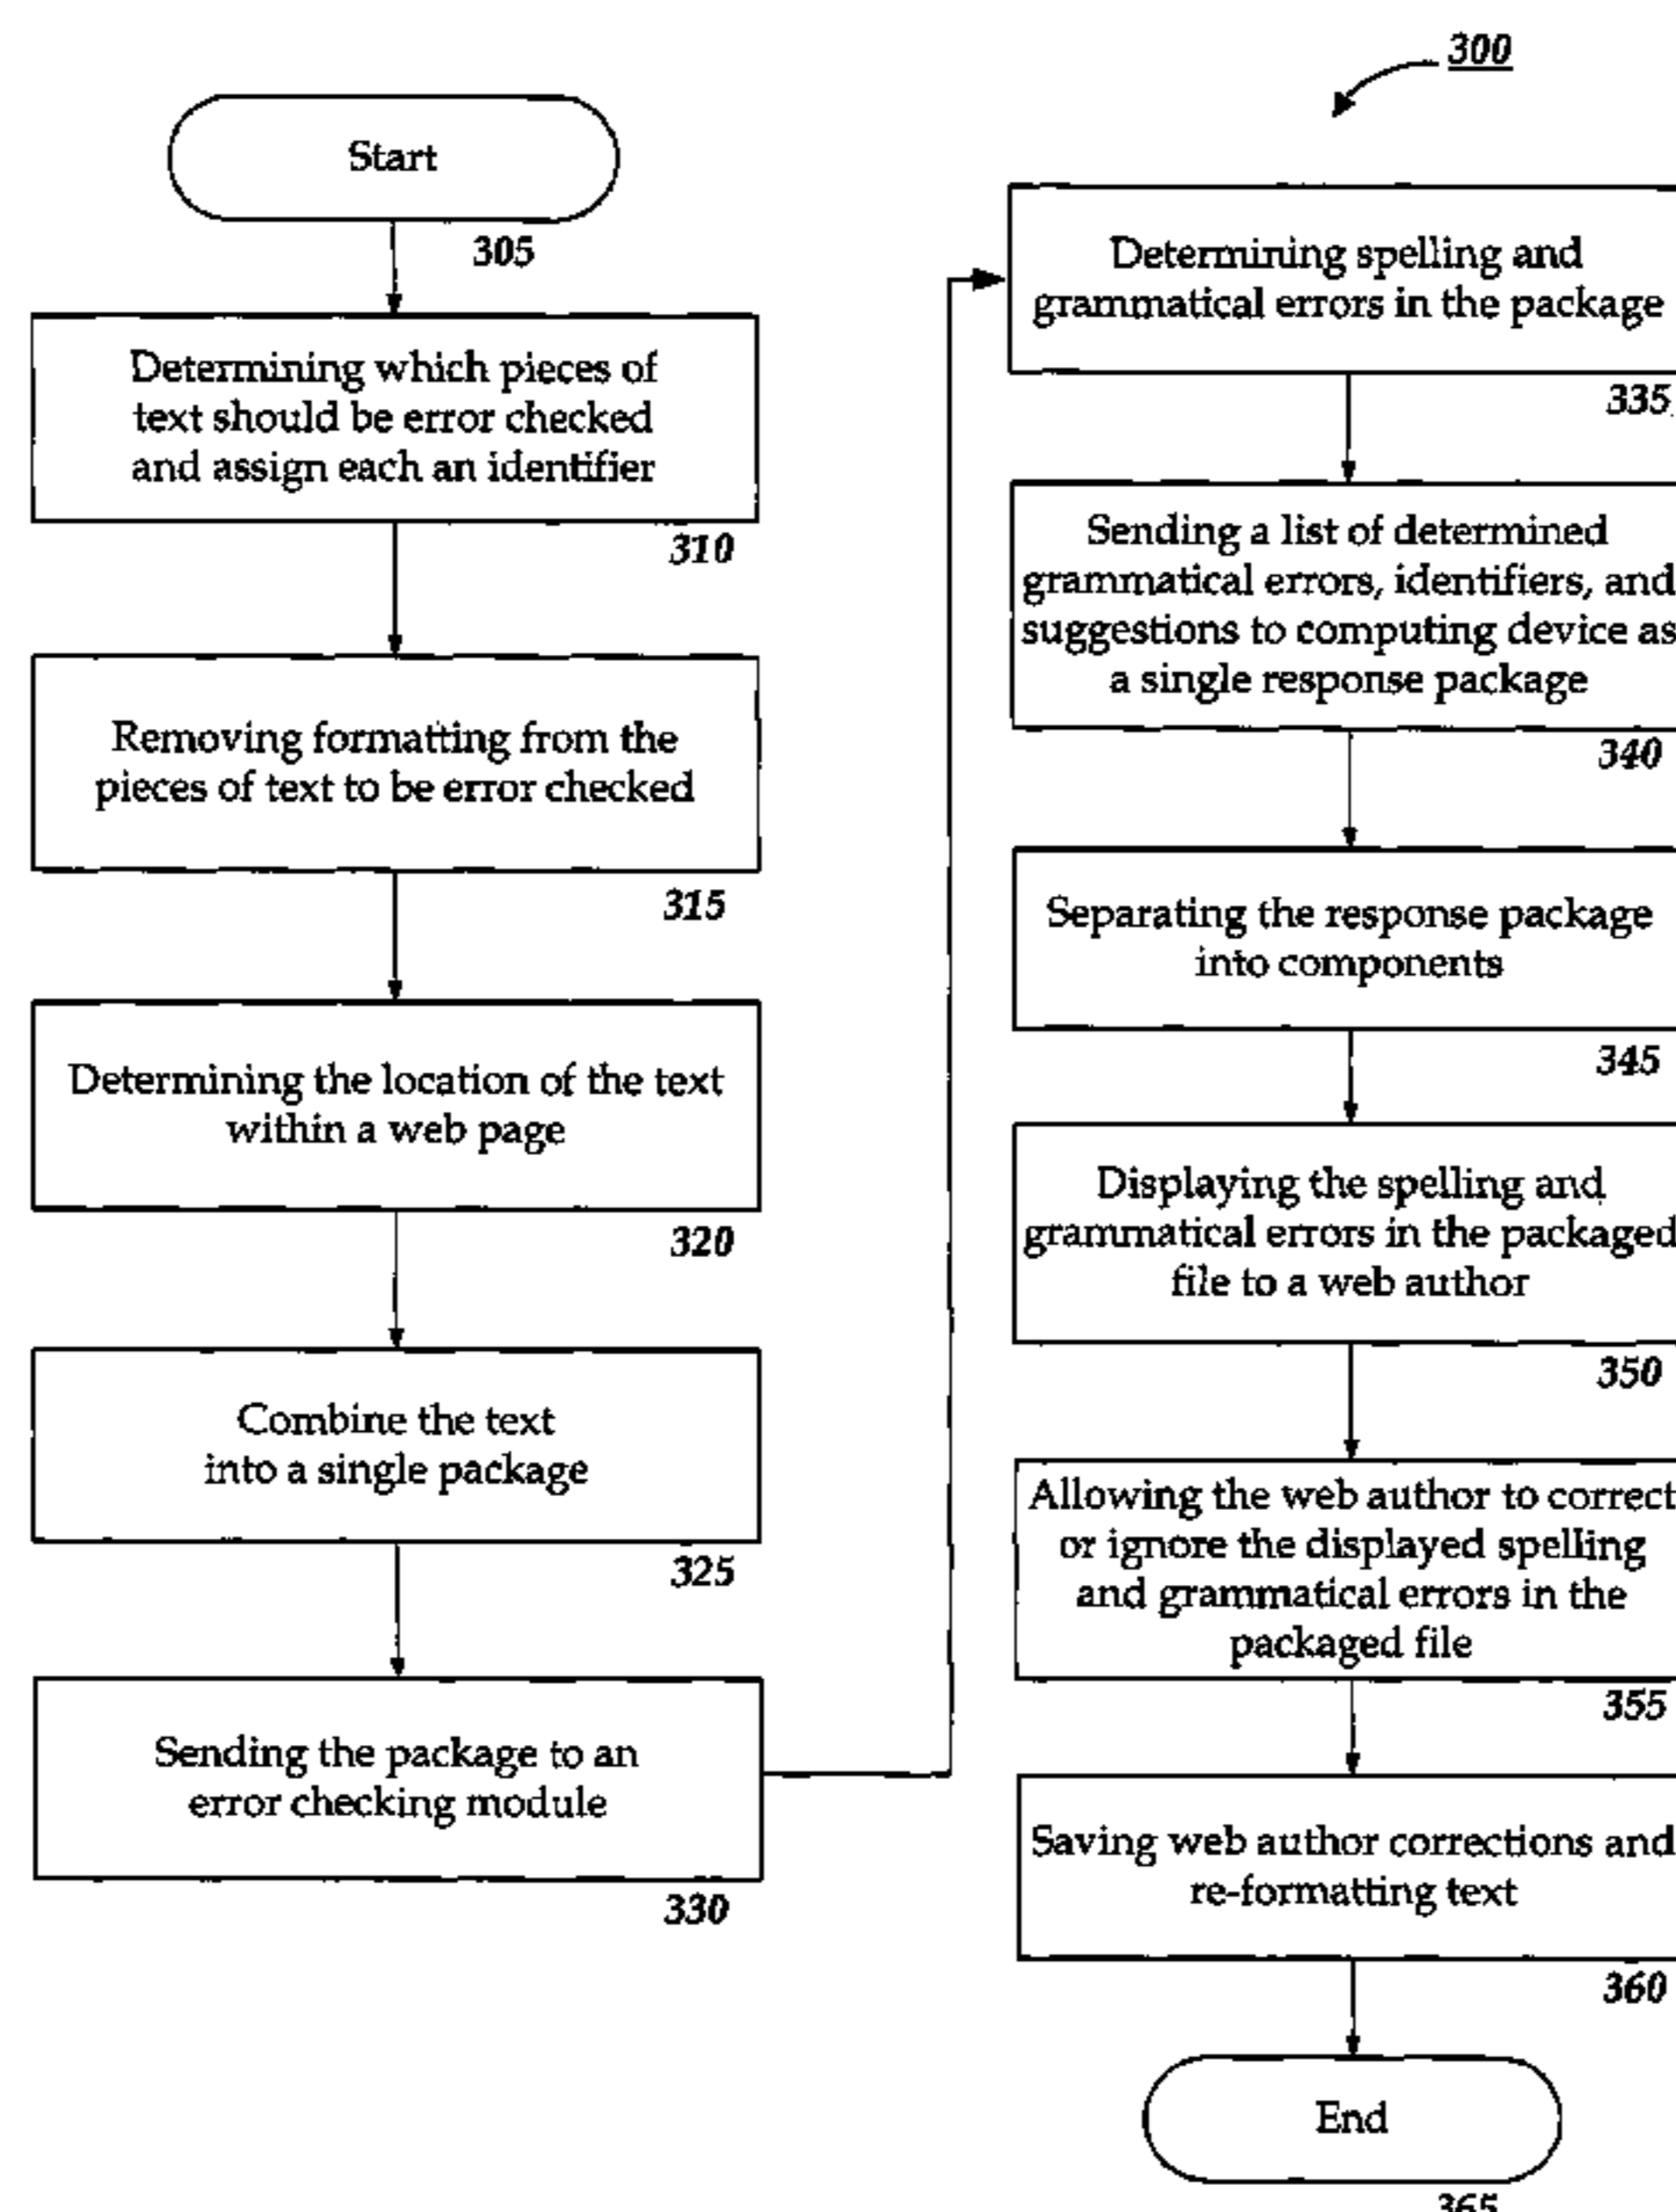 300
Start
305
Determining which pieces of
text should be error checked
and assign each an identifier
310
Removing formatting from the
pieces of text to be error checked
315
Determining the location of the text
within a web page
320
Combine the text
into a single package
325
Sending the package to an
error checking module
330
Determining spelling and
grammatical errors in the package
335
Sending a list of determined
grammatical errors, identifiers, and
suggestions to computing device as
a single response package
340
Separating the response package
into components
345
Displaying the spelling and
grammatical errors in the packaged
file to a web author
350
Allowing the web author to correct
or ignore the displayed spelling
and grammatical errors in the
packaged file
355
Saving web author corrections and
re-formatting text
360
End
365